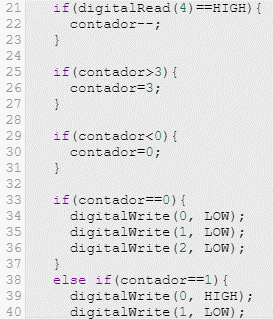 21 if(digitalRead(4)==HIGH){
22 contador--;
23 }
24
25 if(contador>3){
26 contador=3;
27 }
28
29 if(contador<0){
30 contador=0;
31 }
32
33 if(contador==0){
34 digitalWrite(0, LOW);
35 digitalWrite(1, LOW);
36 digitalWrite(2, LOW);
37 }
38 else if(contador==1){
39 digitalWrite(0, HIGH);
40 digitalWrite(1, LOW);